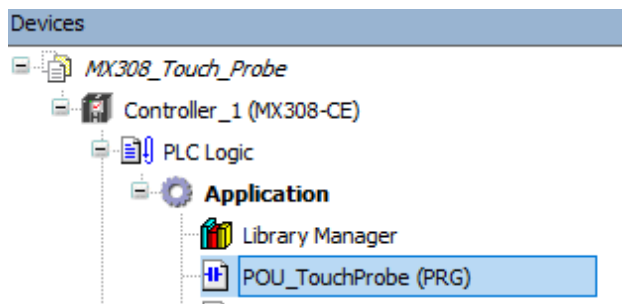 Devices
MX308_Touch_Probe
Controller_1 (MX308-CE)
PLC Logic
Application
Library Manager
POU_TouchProbe (PRG)